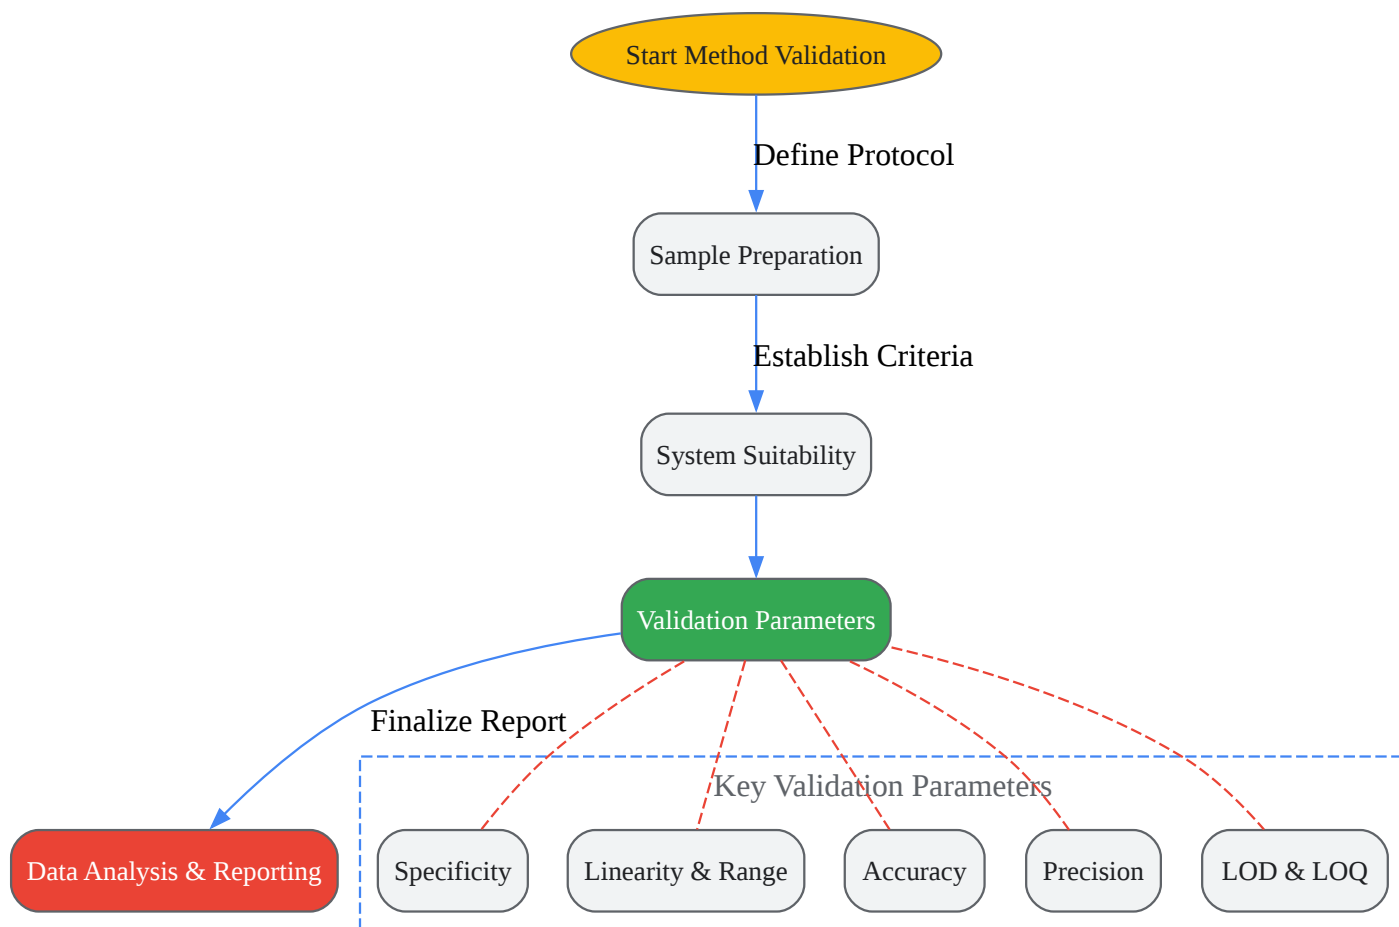 Start Method Validation
Define Protocol
Sample Preparation
Establish Criteria
System Suitability
Validation Parameters
Finalize Report
Key Validation Parameters
Data Analysis & Reporting
Specificity
Linearity & Range
Accuracy
Precision
LOD & LOQ